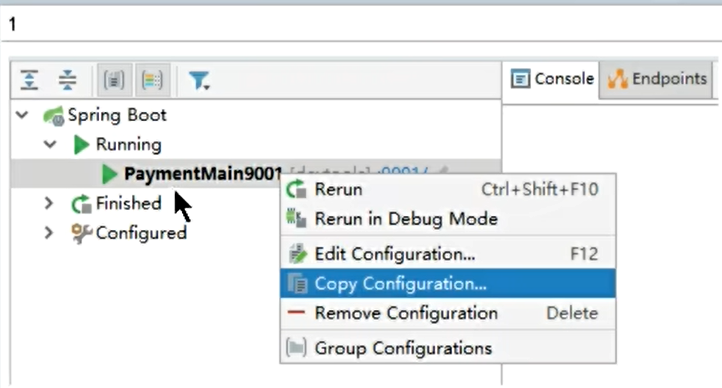 1
Console Endpoints
Spring Boot
Running
PaymentMain9001 :9001/
Rerun Ctrl+Shift+F10
Finished
Rerun in Debug Mode
Configured
Edit Configuration... F12
Copy Configuration...
Remove Configuration Delete
Group Configurations